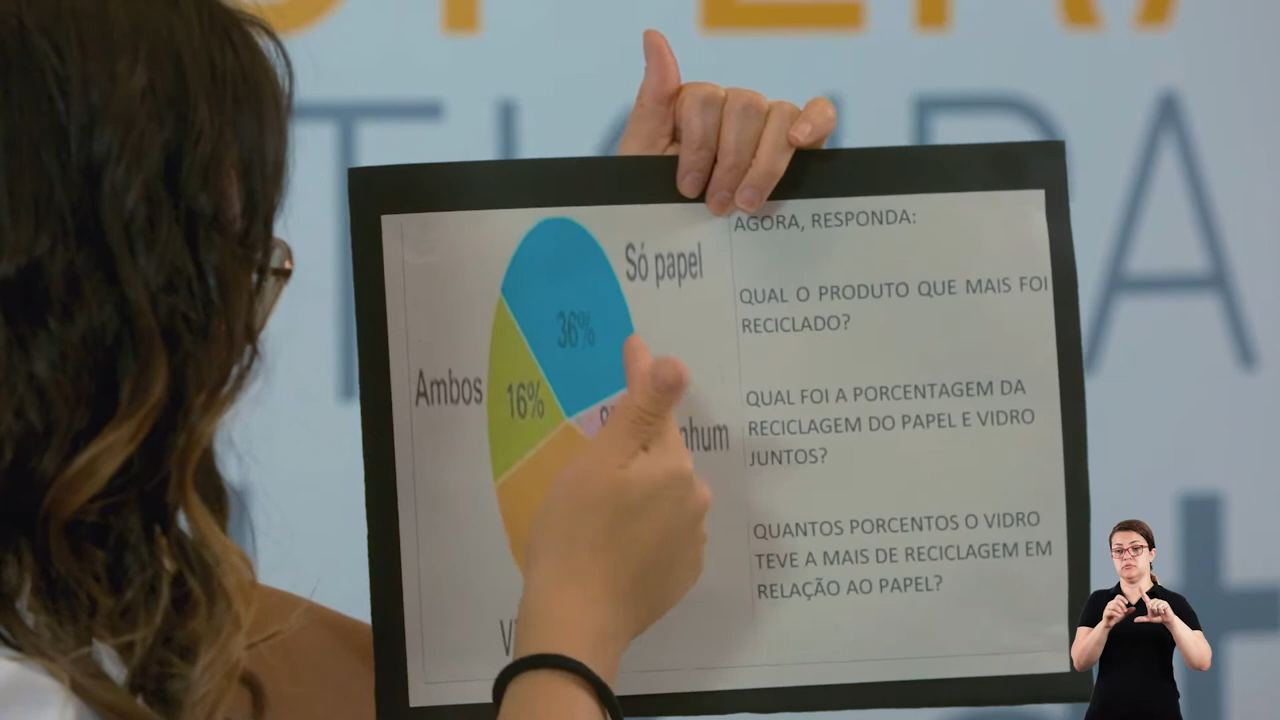 Só papel
36%
Ambos
16%
AGORA, RESPONDA:
QUAL O PRODUTO QUE MAIS FOI
RECICLADO?
QUAL FOI A PORCENTAGEM DA
RECICLAGEM DO PAPEL E VIDRO
JUNTOS?
QUANTOS PORCENTOS O VIDRO
TEVE A MAIS DE RECICLAGEM EM
RELAÇÃO AO PAPEL?